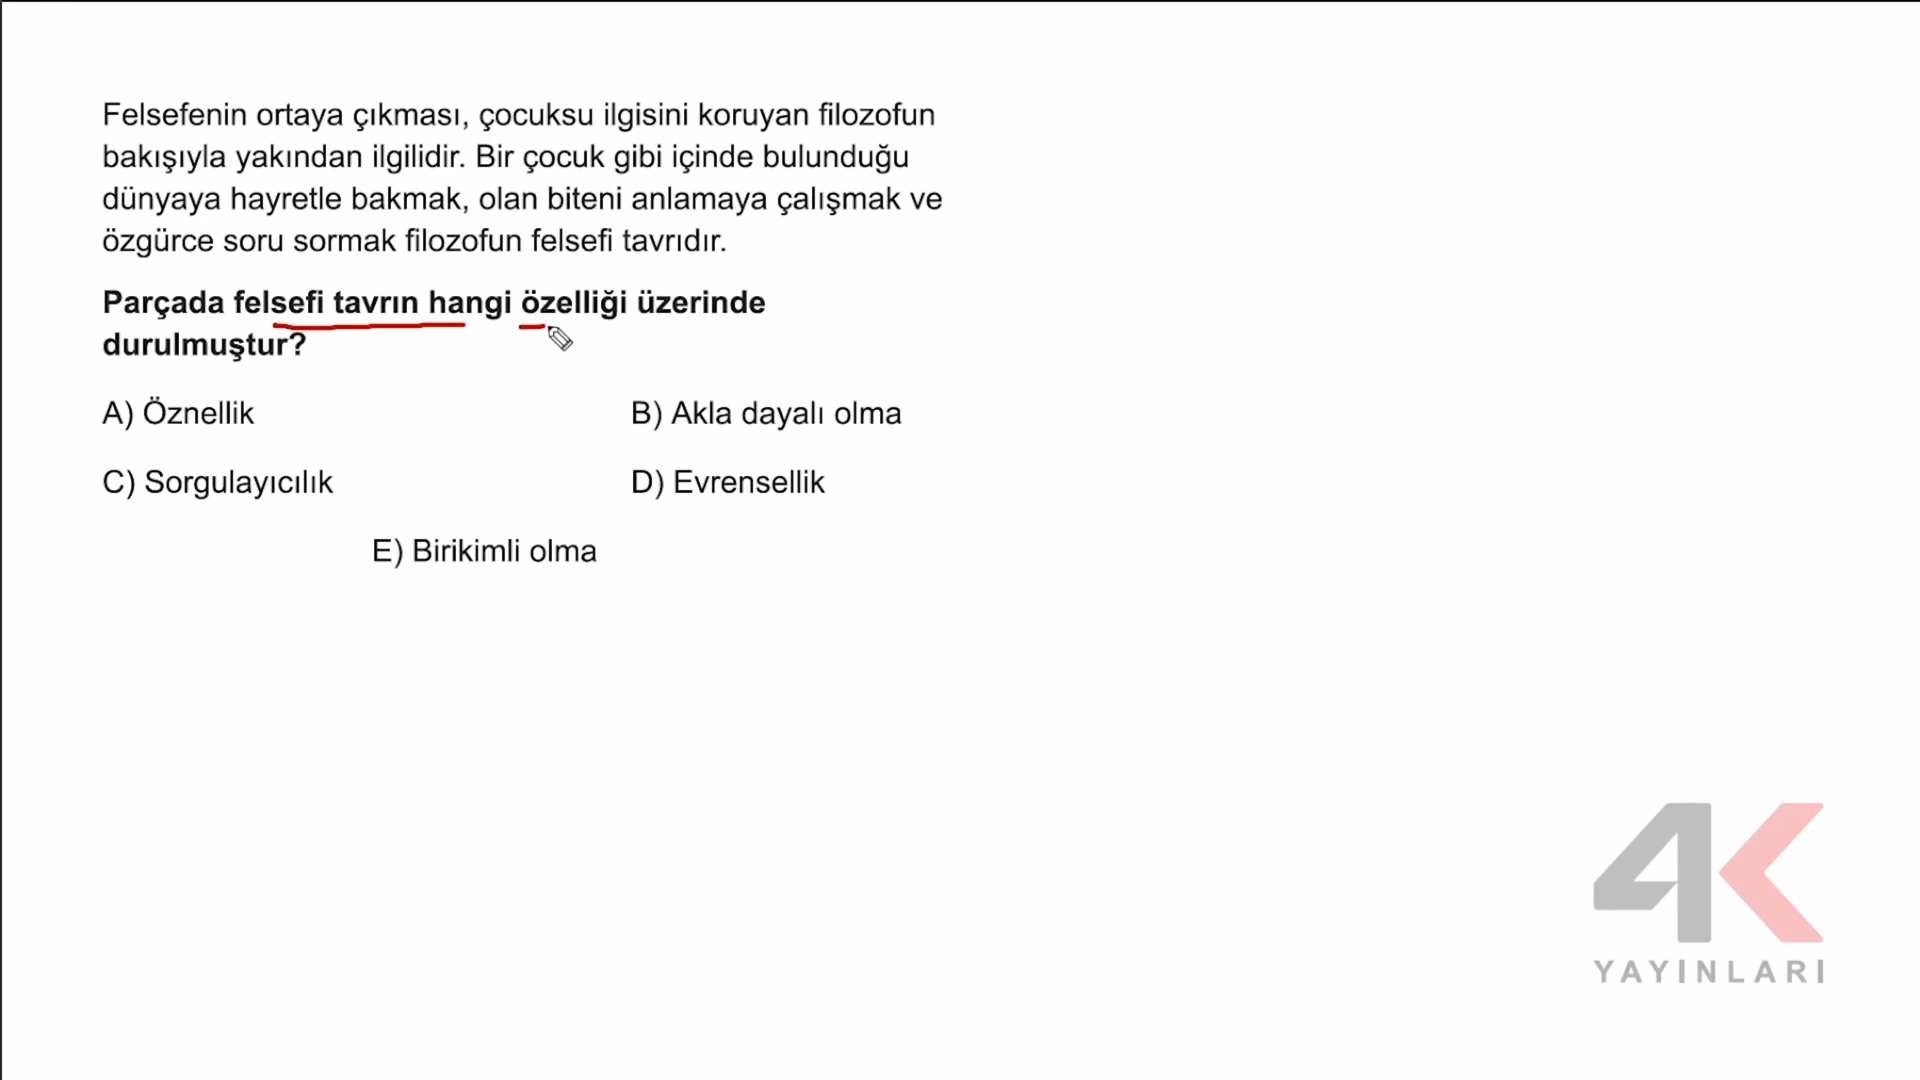 Felsefenin ortaya çıkması, çocuksu ilgisini koruyan filozofun
bakışıyla yakından ilgilidir. Bir çocuk gibi içinde bulunduğu
dünyaya hayretle bakmak, olan biteni anlamaya çalışmak ve
özgürce soru sormak filozofun felsefi tavrıdır.
Parçada felsefi tavrın hangi özelliği üzerinde
durulmuştur?
A) Öznellik
B) Akla dayalı olma
C) Sorgulayıcılık
D) Evrensellik
E) Birikimli olma
4K
YAYINLARI